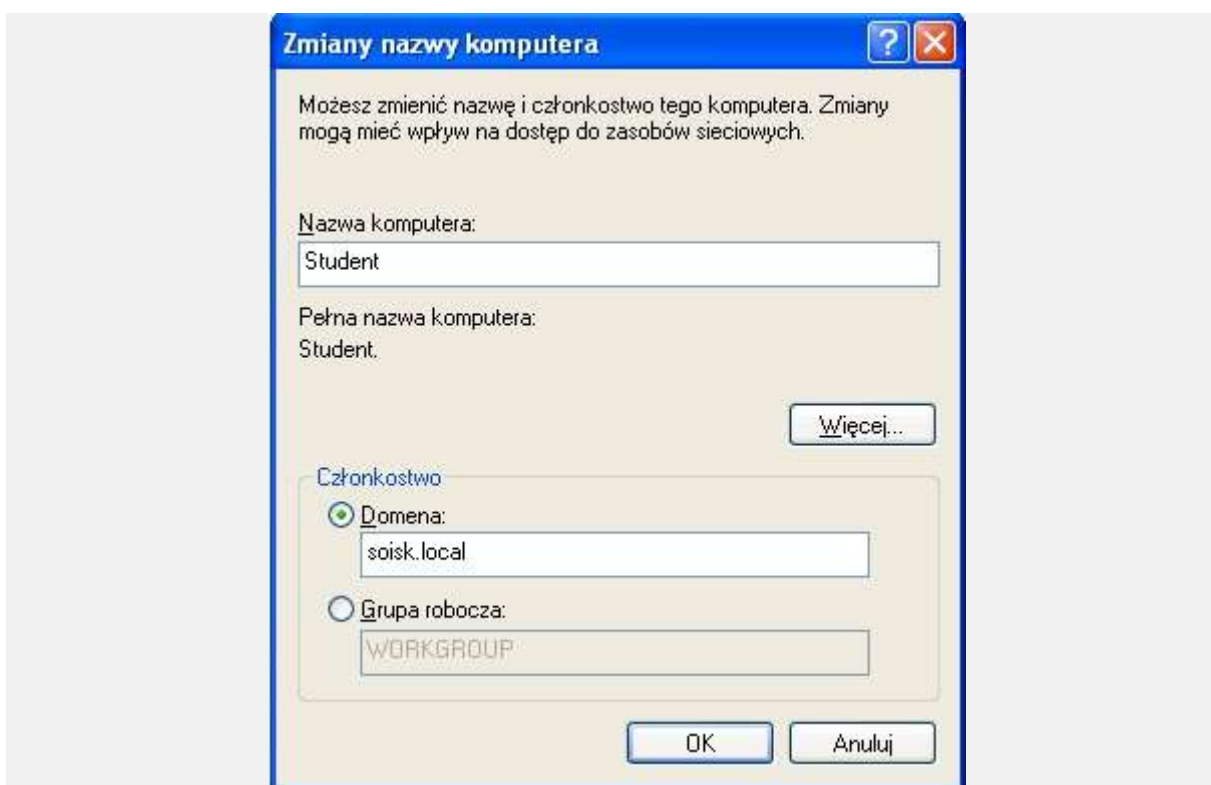 Zmiany nazwy komputera
Możesz zmienić nazwę i członkostwo tego komputera. Zmiany
mogą mieć wpływ na dostęp do zasobów sieciowych.
Nazwa komputera:
Student
Pełna nazwa komputera:
Student.
Więcej...
Członkostwo
Domena:
soisk.local
Grupa robocza:
WORKGROUP
OK Anuluj